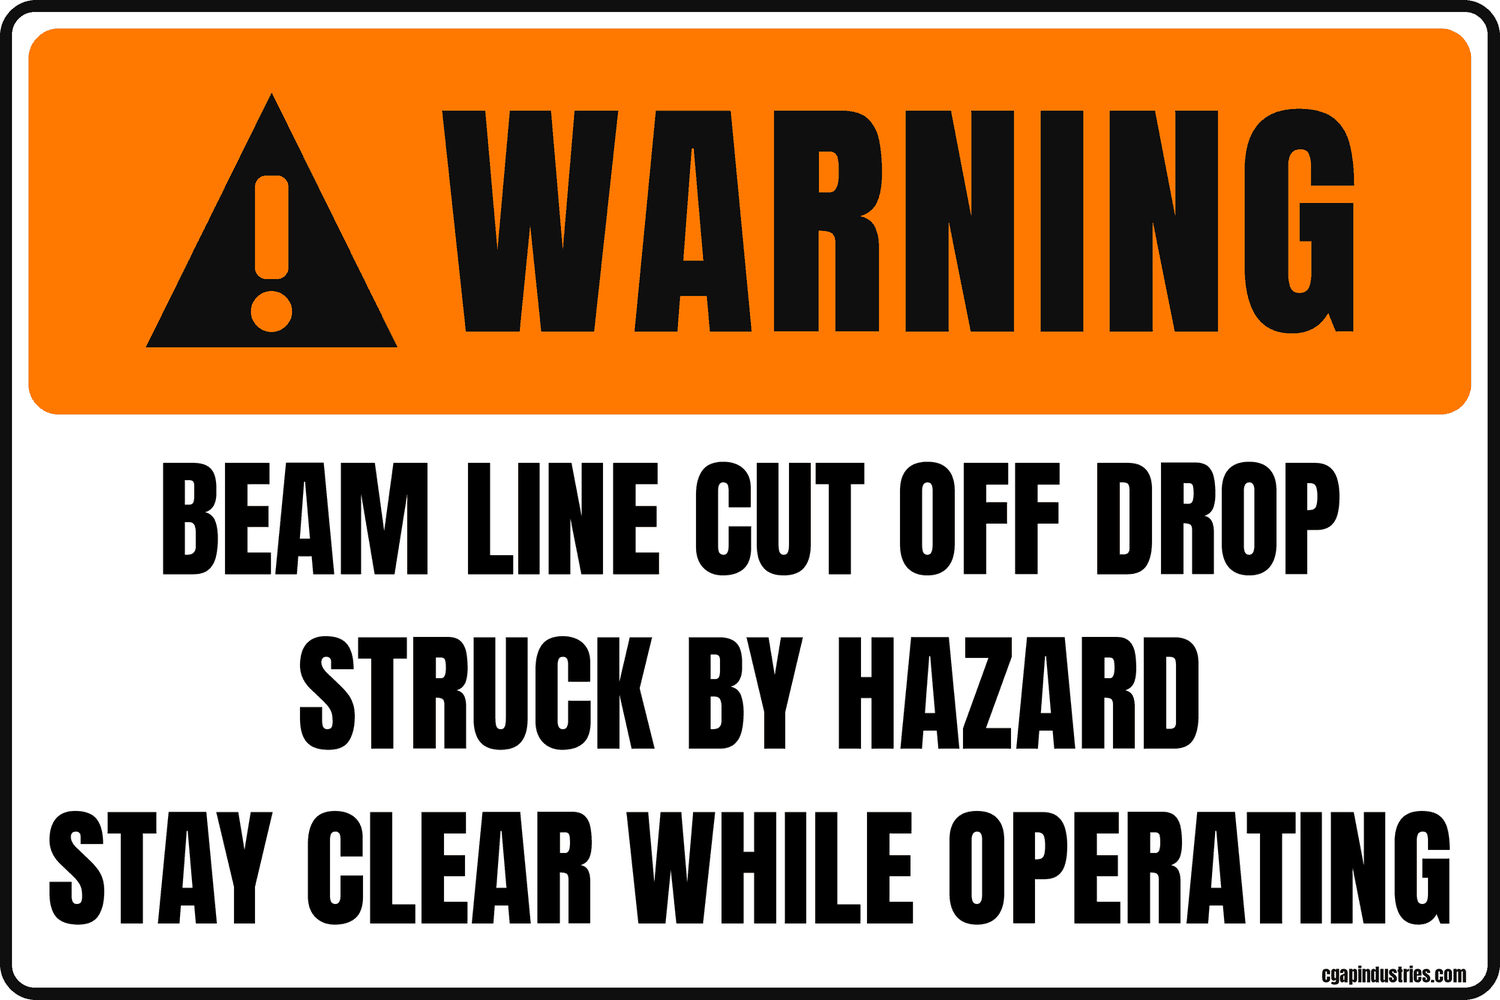 WARNING
BEAM LINE CUT OFF DROP
STRUCK BY HAZARD
STAY CLEAR WHILE OPERATING
cgapindustries.com